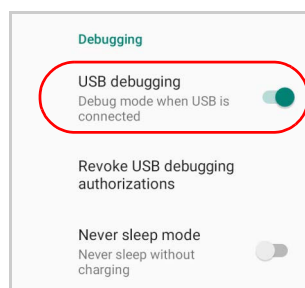 Debugging
USB debugging
Debug mode when USB is
connected
Revoke USB debugging
authorizations
Never sleep mode
Never sleep without
charging